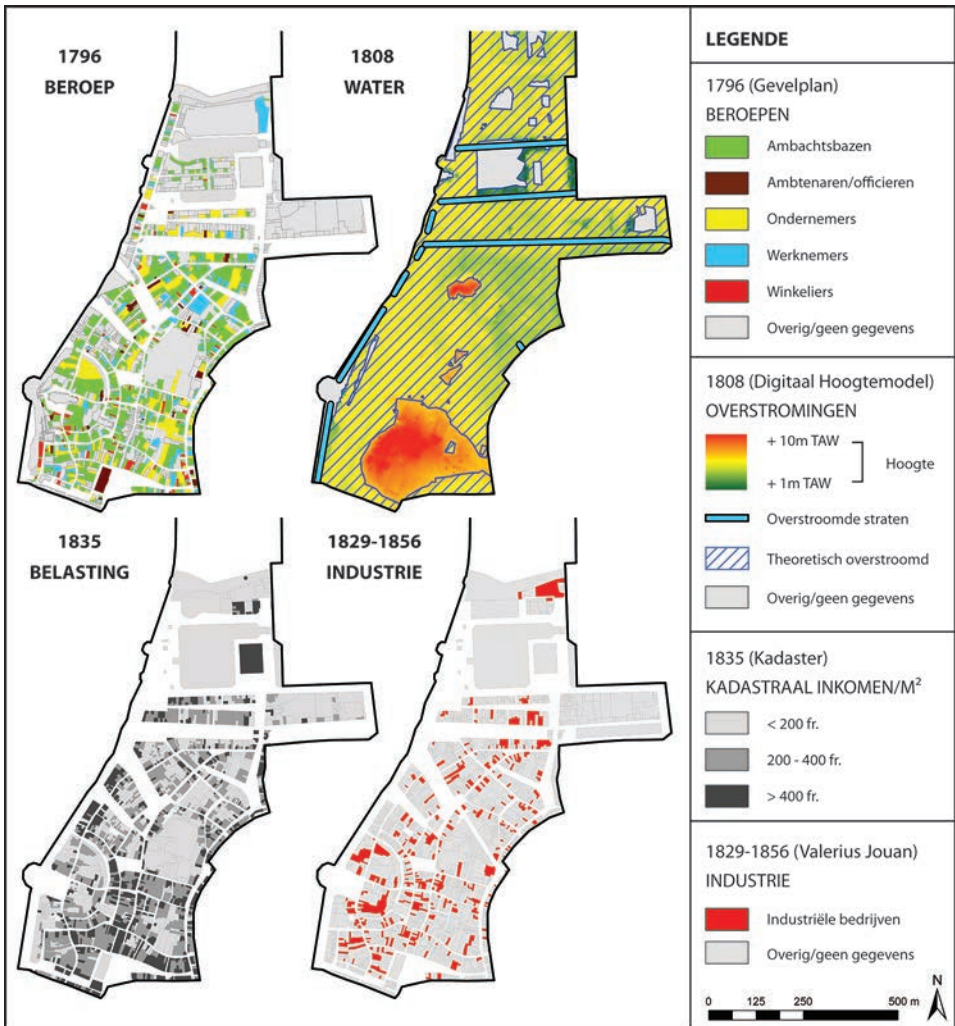 1796
BEROEP
1808
WATER
1835
BELASTING
1829-1856
INDUSTRIE
LEGENDE
1796 (Gevelplan)
BEROEPEN
Ambachtsbazen
Ambtenaren/officieren
Ondernemers
Werknemers
Winkeliers
Overig/geen gegevens
1808 (Digitaal Hoogtemodel)
OVERSTROMINGEN
+ 10m TAW
Hoogte
+ 1m TAW
Overstroomde straten
Theoretisch overstroomd
Overig/geen gegevens
1835 (Kadaster)
KADASTRAAL INKOMEN/M²
< 200 fr.
200 - 400 fr.
> 400 fr.
1829-1856 (Valerius Jouan)
INDUSTRIE
Industriële bedrijven
Overig/geen gegevens
N
0 125 250 500 m